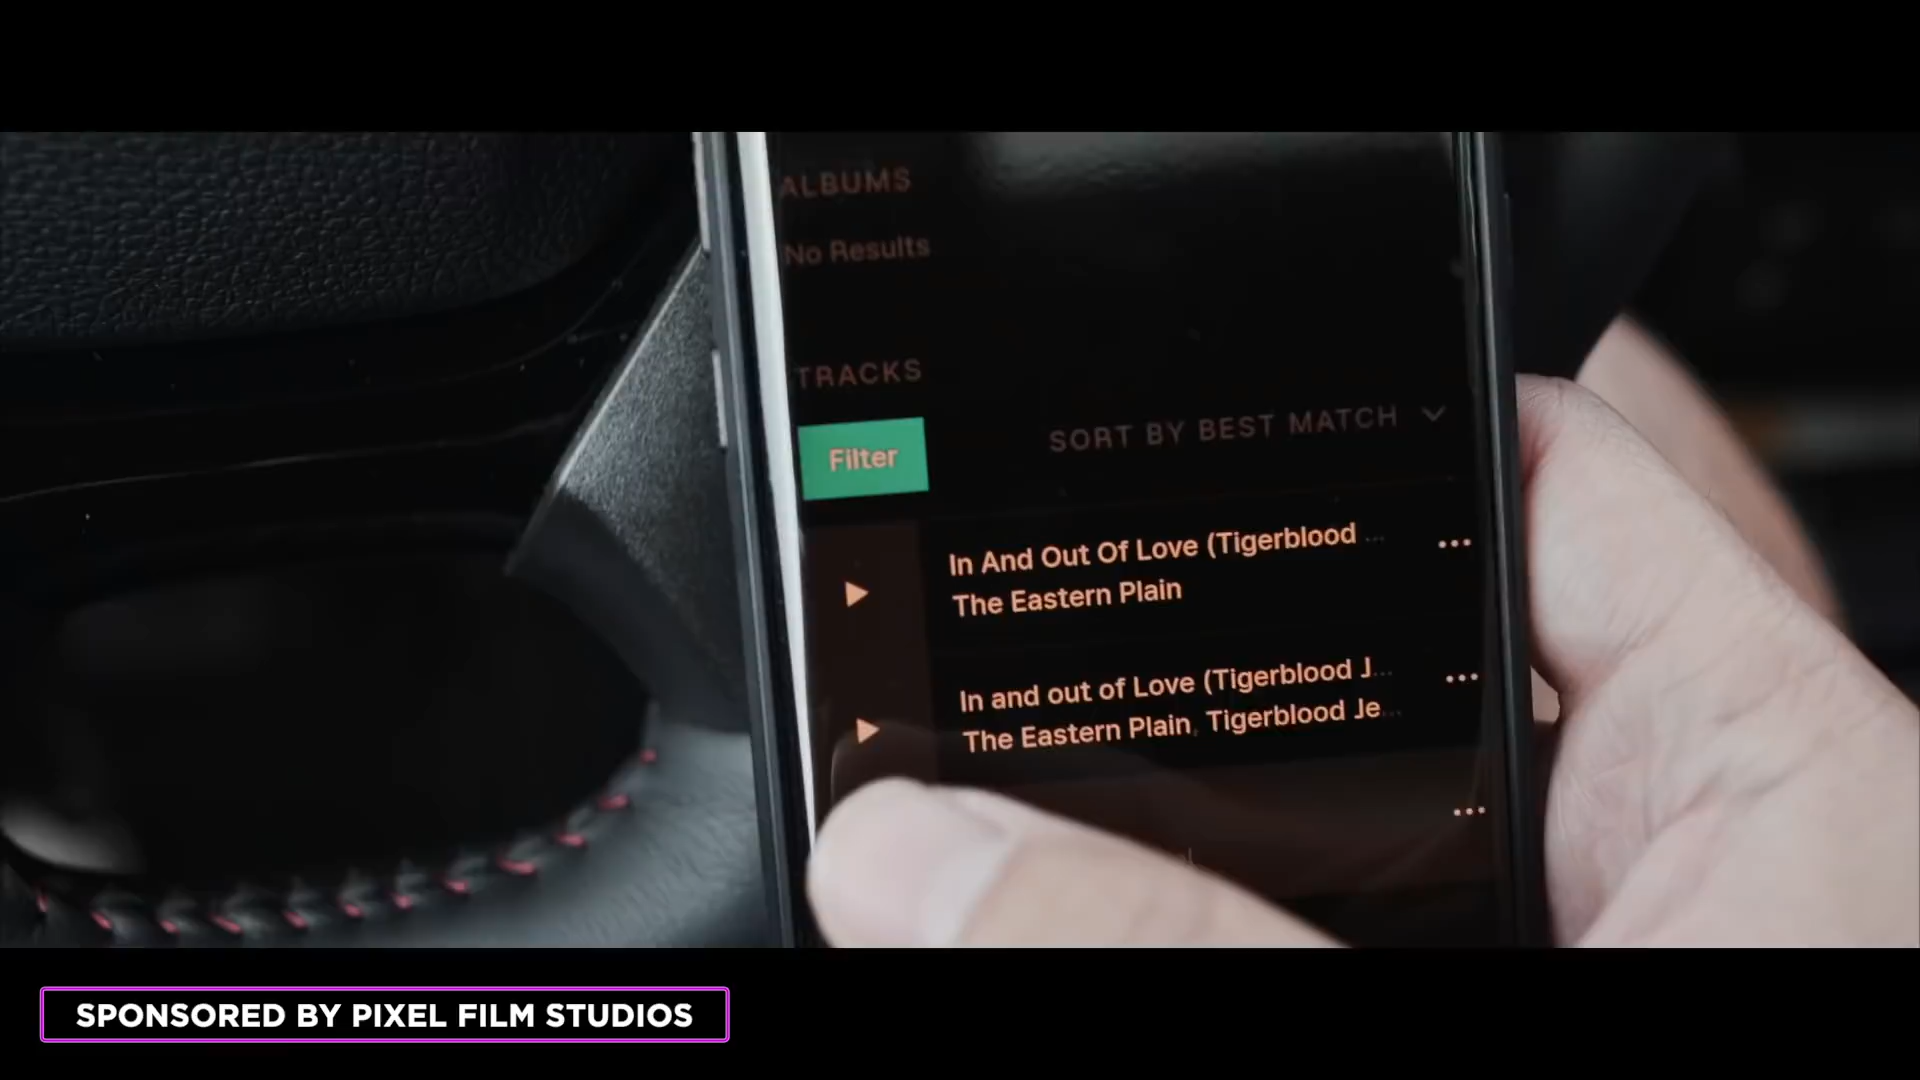 ALBUMS
No Results
TRACKS
Filter
SORT BY BEST MATCH
In And Out Of Love (Tigerblood ...
The Eastern Plain
In and out of Love (Tigerblood J...
The Eastern Plain, Tigerblood Je...
SPONSORED BY PIXEL FILM STUDIOS